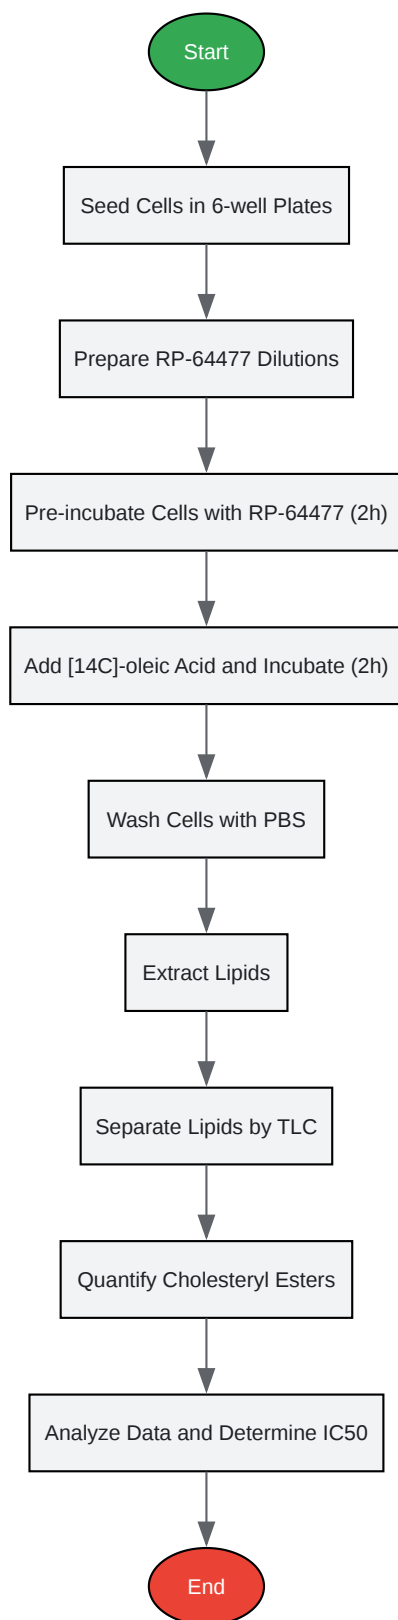 Start
Seed Cells in 6-well Plates
Prepare RP-64477 Dilutions
Pre-incubate Cells with RP-64477 (2h)
Add [14C]-oleic Acid and Incubate (2h)
Wash Cells with PBS
Extract Lipids
Separate Lipids by TLC
Quantify Cholesteryl Esters
Analyze Data and Determine IC50
End